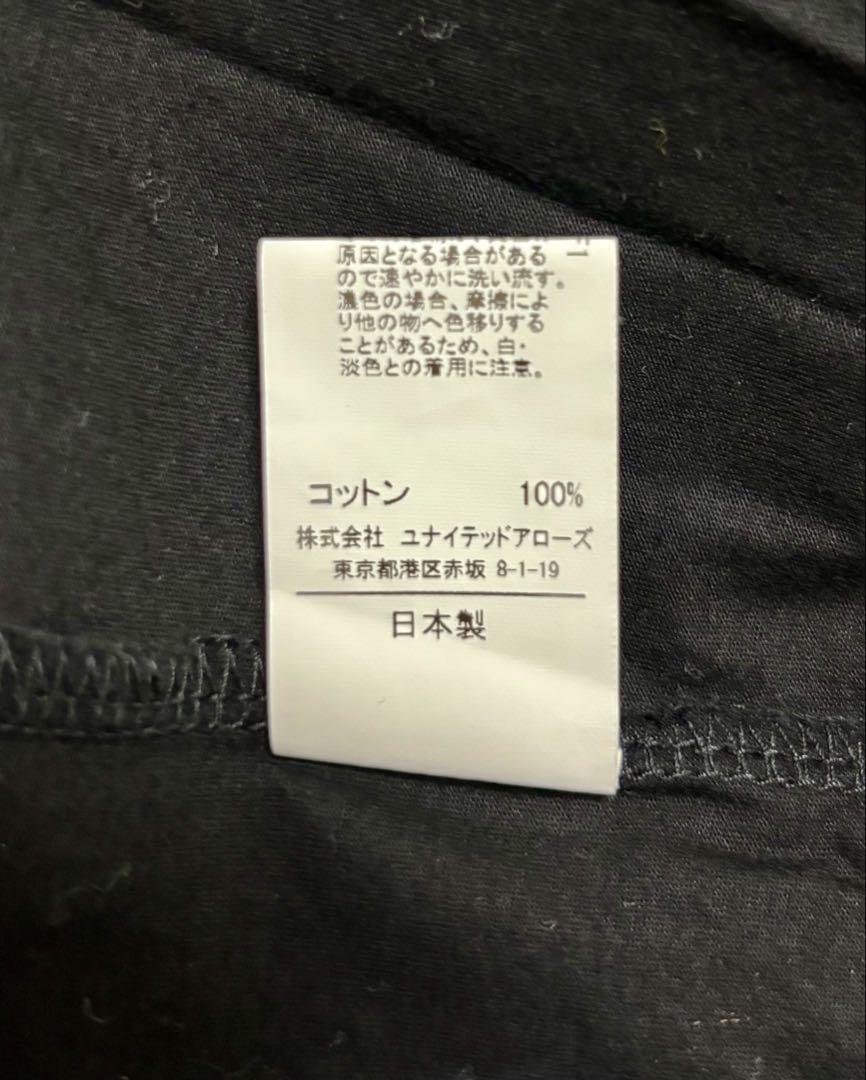 原因となる場合がある
ので速やかに洗い流す。
濃色の場合、摩擦によ
り他の物へ色移りする
ことがあるため、白・
淡色との着用に注意。
コットン 100%
株式会社 ユナイテッドアローズ
東京都港区赤坂 8-1-19
日本製